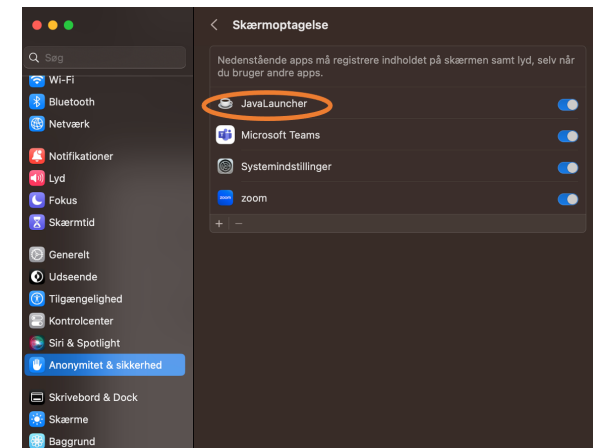 Skærmoptagelse
Søg
Nedenstående apps må registrere indholdet på skærmen samt lyd, selv når
du bruger andre apps.
JavaLauncher
Microsoft Teams
Systemindstillinger
zoom
zoom
+ −
Wi-Fi
Bluetooth
Netværk
Notifikationer
Lyd
Fokus
Skærmtid
Generelt
Udseende
Tilgængelighed
Kontrolcenter
Siri & Spotlight
Anonymitet & sikkerhed
Skrivebord & Dock
Skærme
Baggrund